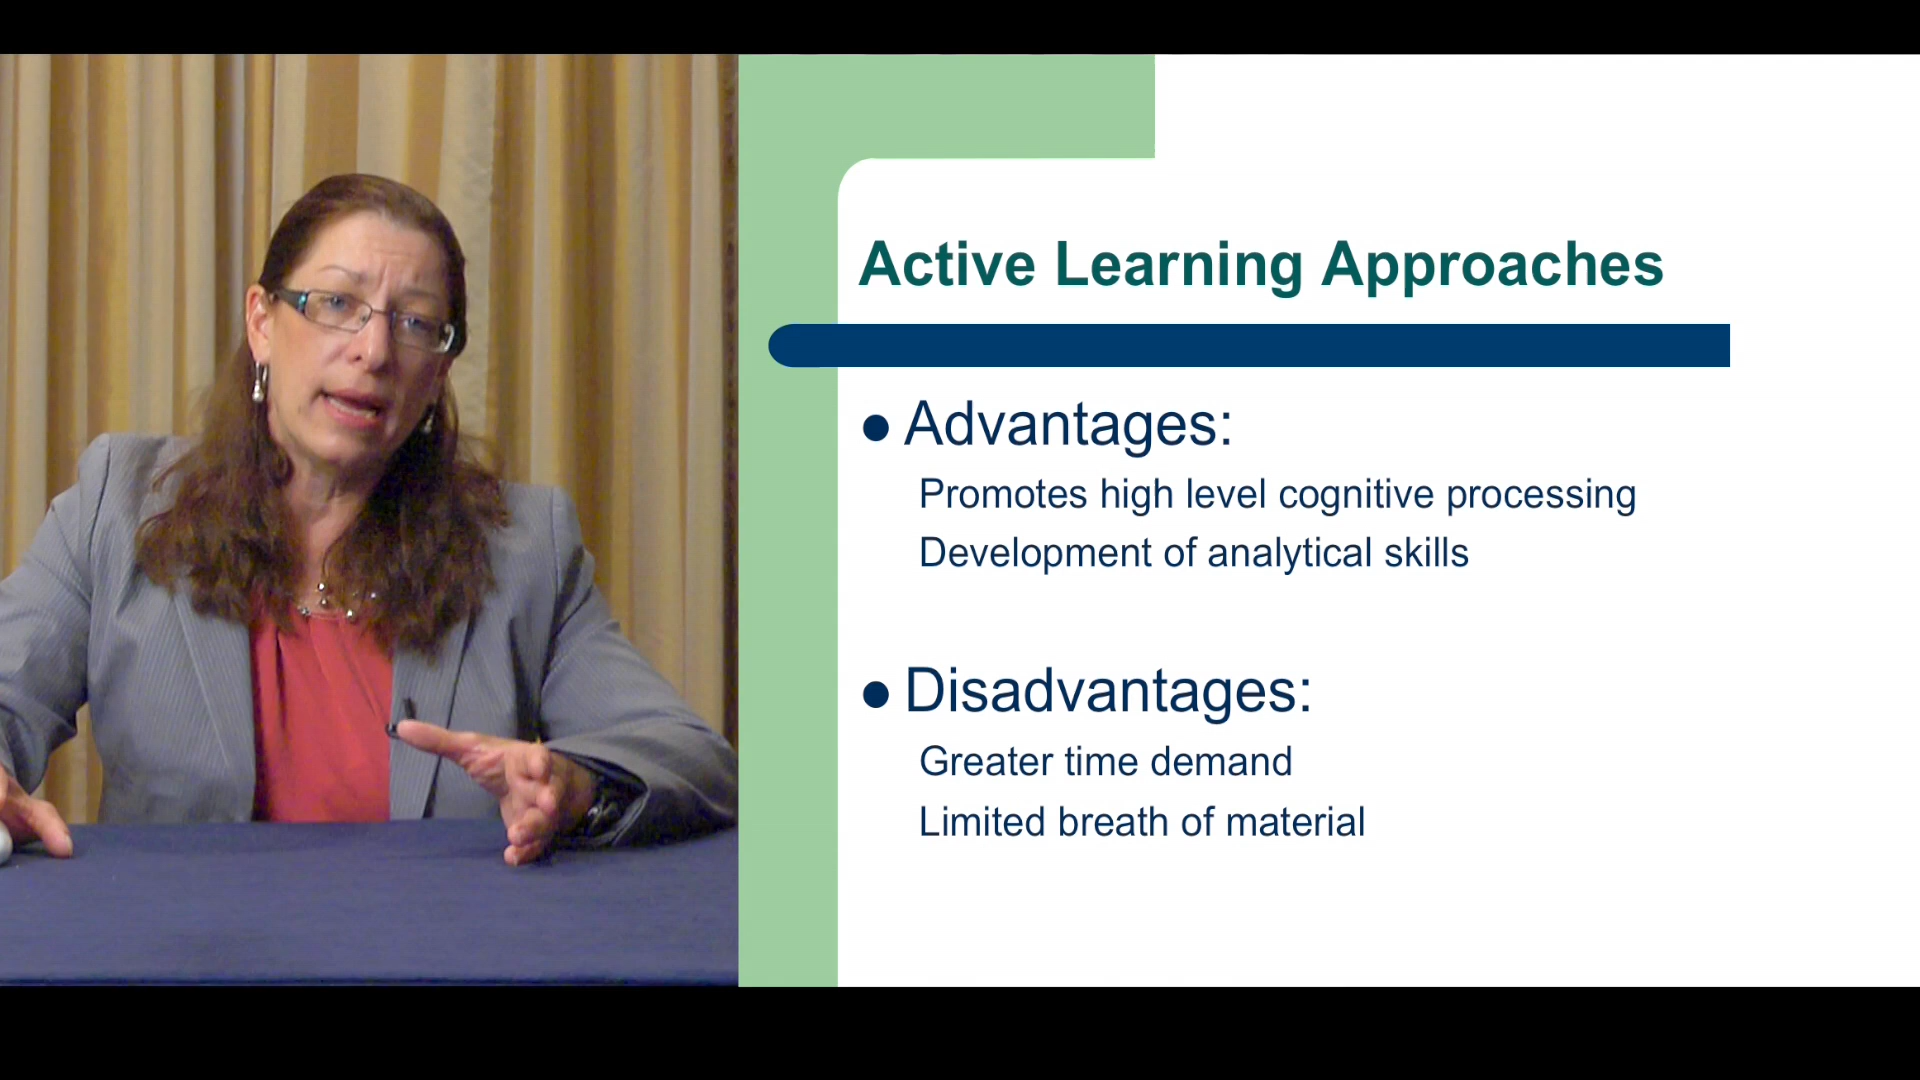 Active Learning Approaches
● Advantages:
Promotes high level cognitive processing
Development of analytical skills
● Disadvantages:
Greater time demand
Limited breath of material